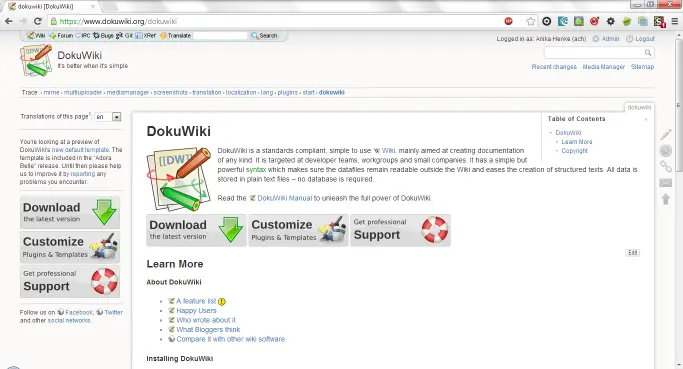 dokuwiki [DokuWiki]
https://www.dokuwiki.org/dokuwiki
Wiki Forum IRC Bugs Git XRef Translate Search
Logged in as: Anika Henke (ach) Admin Logout
DokuWiki
It's better when it's simple
Recent changes Media Manager Sitemap
Trace: • mime • multiuploader • mediamanager • screenshots • translation • localization • lang • plugins • start • dokuwiki
dokuwiki
Translations of this page?: en
You're looking at a preview of
DokuWiki's new default template. The
template is included in the "Adora
Belle" release. Until then please help
us to improve it by reporting any
problems you encounter.
Download
the latest version
Customize
Plugins & Templates
Get professional
Support
Follow us on Facebook, Twitter
and other social networks.
DokuWiki
[[DW]]
DokuWiki is a standards compliant, simple to use Wiki, mainly aimed at creating documentation
of any kind. It is targeted at developer teams, workgroups and small companies. It has a simple but
powerful syntax which makes sure the datafiles remain readable outside the Wiki and eases the creation of structured texts. All data is
stored in plain text files – no database is required.
Read the DokuWiki Manual to unleash the full power of DokuWiki.
Table of Contents
DokuWiki
Learn More
Copyright
Download
the latest version
Customize
Plugins & Templates
Get professional
Support
Edit
Learn More
About DokuWiki
A feature list
Happy Users
Who wrote about it
What Bloggers think
Compare it with other wiki software
Installing DokuWiki